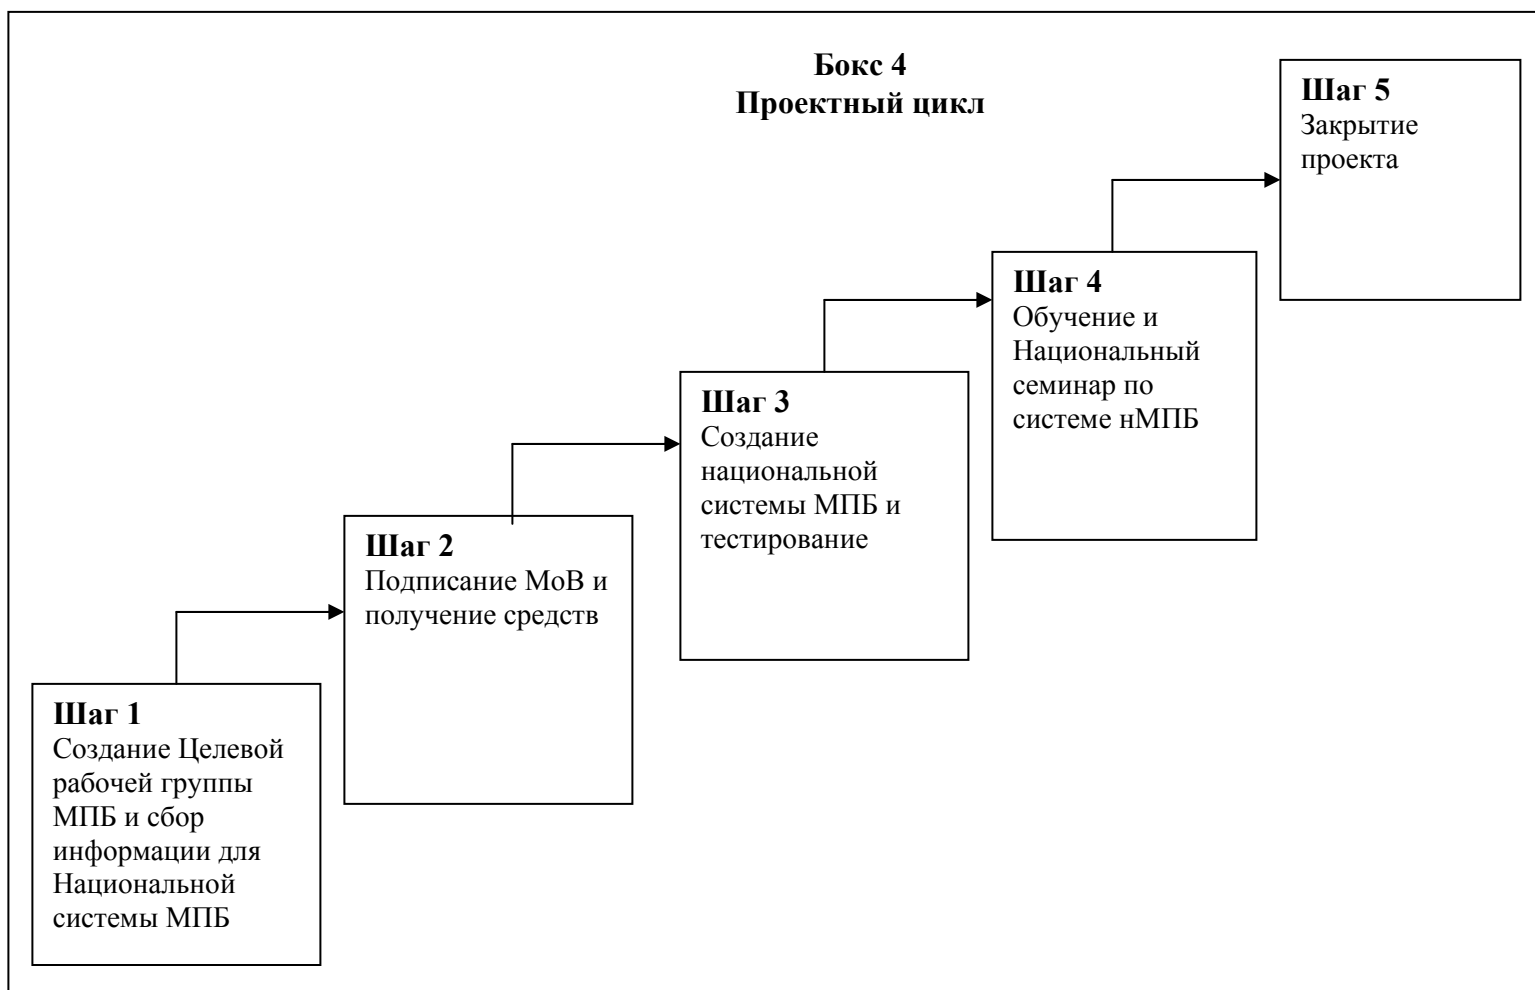 Бокс 4
Проектный цикл
Шаг 1
Создание Целевой
рабочей группы
МПБ и сбор
информации для
Национальной
системы МПБ
Шаг 2
Подписание МоВ и
получение средств
Шаг 3
Создание
национальной
системы МПБ и
тестирование
Шаг 4
Обучение и
Национальный
семинар по
системе нМПБ
Шаг 5
Закрытие
проекта